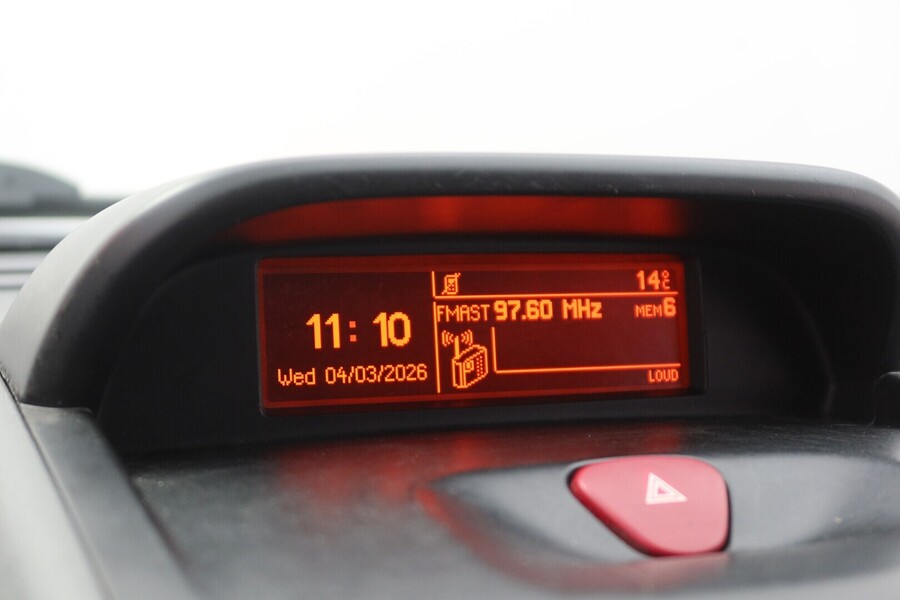 14°C
FMAST 97.60 MHz MEM6
11:10
Wed 04/03/2026
LOUD